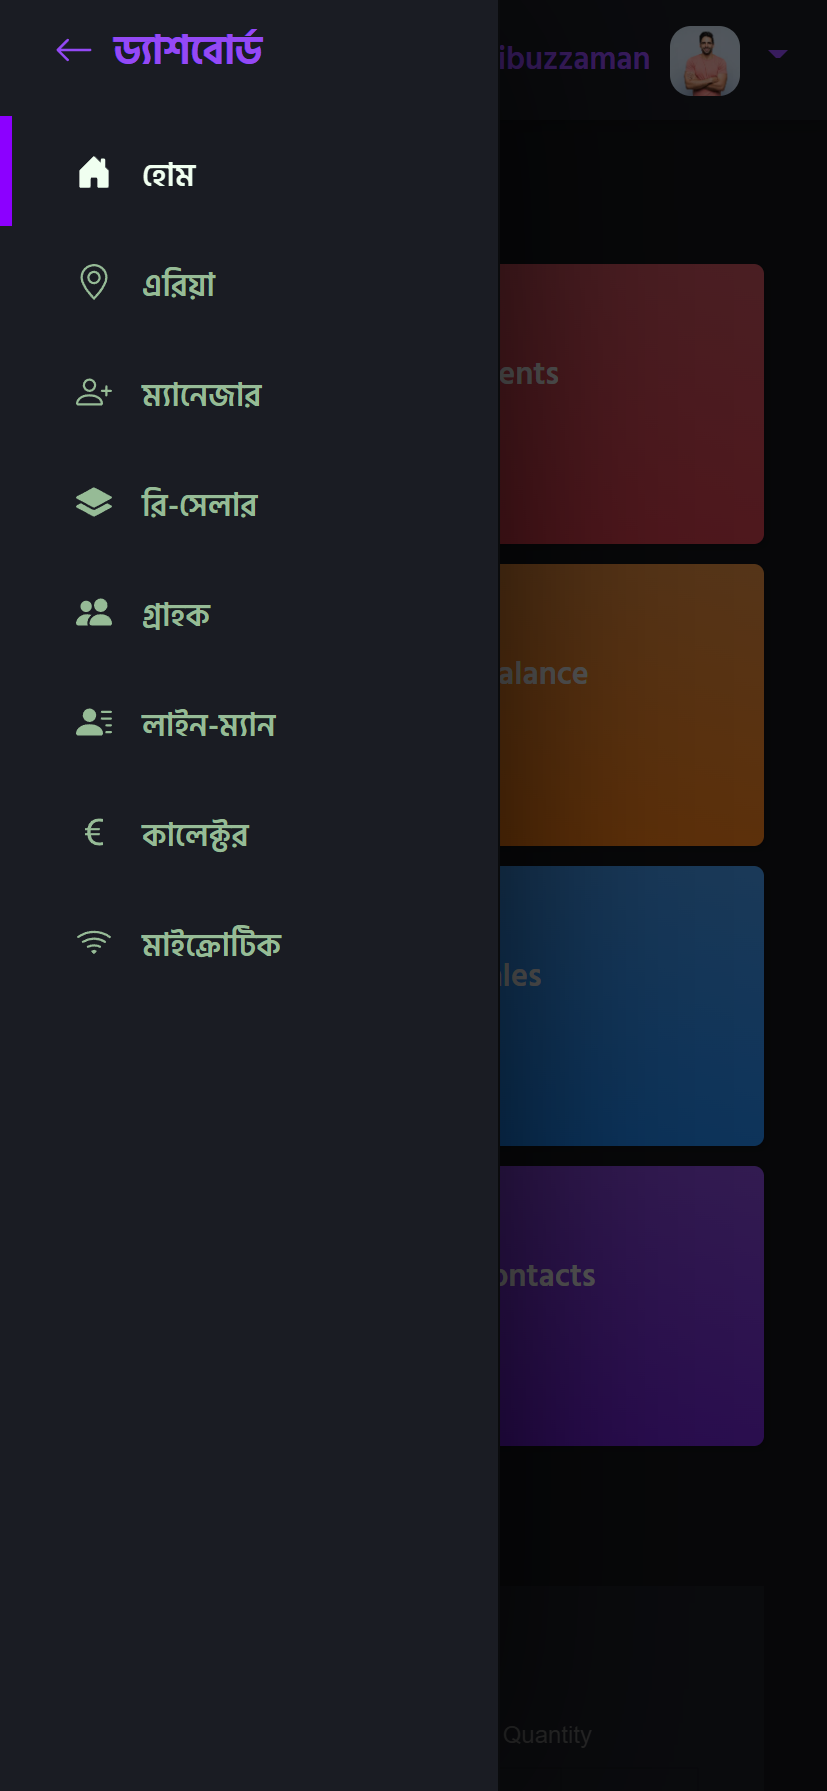 ড্যাশবোর্ড
ibuzzaman
হোম
এরিয়া
ents
ম্যানেজার
রি-সেলার
গ্রাহক
alance
লাইন-ম্যান
কালেক্টর
মাইক্রোটিক
les
ontacts
Quantity